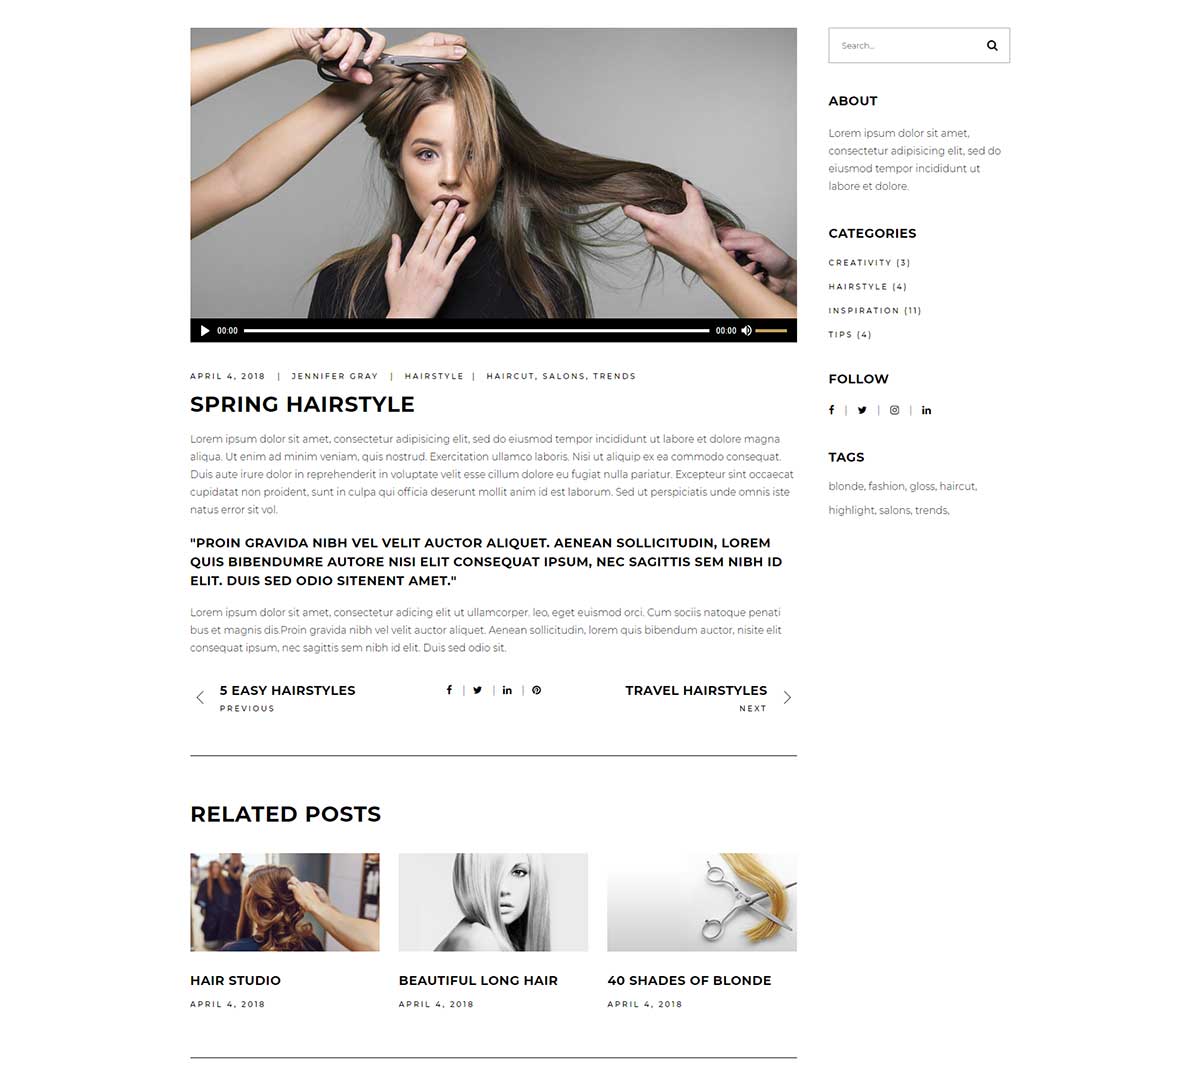 Search...
00:00 00:00
APRIL 4, 2018 | JENNIFER GRAY | HAIRSTYLE | HAIRCUT, SALONS, TRENDS
SPRING HAIRSTYLE
Lorem ipsum dolor sit amet, consectetur adipisicing elit, sed do eiusmod tempor incididunt ut labore et dolore magna
aliqua. Ut enim ad minim veniam, quis nostrud. Exercitation ullamco laboris. Nisi ut aliquip ex ea commodo consequat.
Duis aute irure dolor in reprehenderit in voluptate velit esse cillum dolore eu fugiat nulla pariatur. Excepteur sint occaecat
cupidatat non proident, sunt in culpa qui officia deserunt mollit anim id est laborum. Sed ut perspiciatis unde omnis iste
natus error sit vol.
"PROIN GRAVIDA NIBH VEL VELIT AUCTOR ALIQUET. AENEAN SOLLICITUDIN, LOREM
QUIS BIBENDUMRE AUTORE NISI ELIT CONSEQUAT IPSUM, NEC SAGITTIS SEM NIBH ID
ELIT. DUIS SED ODIO SITENENT AMET."
Lorem ipsum dolor sit amet, consectetur adicing elit ut ullamcorper. leo, eget euismod orci. Cum sociis natoque penati
bus et magnis dis.Proin gravida nibh vel velit auctor aliquet. Aenean sollicitudin, lorem quis bibendum auctor, nisite elit
consequat ipsum, nec sagittis sem nibh id elit. Duis sed odio sit.
5 EASY HAIRSTYLES
PREVIOUS
TRAVEL HAIRSTYLES
NEXT
RELATED POSTS
HAIR STUDIO
APRIL 4, 2018
BEAUTIFUL LONG HAIR
APRIL 4, 2018
40 SHADES OF BLONDE
APRIL 4, 2018
ABOUT
Lorem ipsum dolor sit amet,
consectetur adipisicing elit, sed do
eiusmod tempor incididunt ut
labore et dolore.
CATEGORIES
CREATIVITY (3)
HAIRSTYLE (4)
INSPIRATION (11)
TIPS (4)
FOLLOW
TAGS
blonde, fashion, gloss, haircut,
highlight, salons, trends,